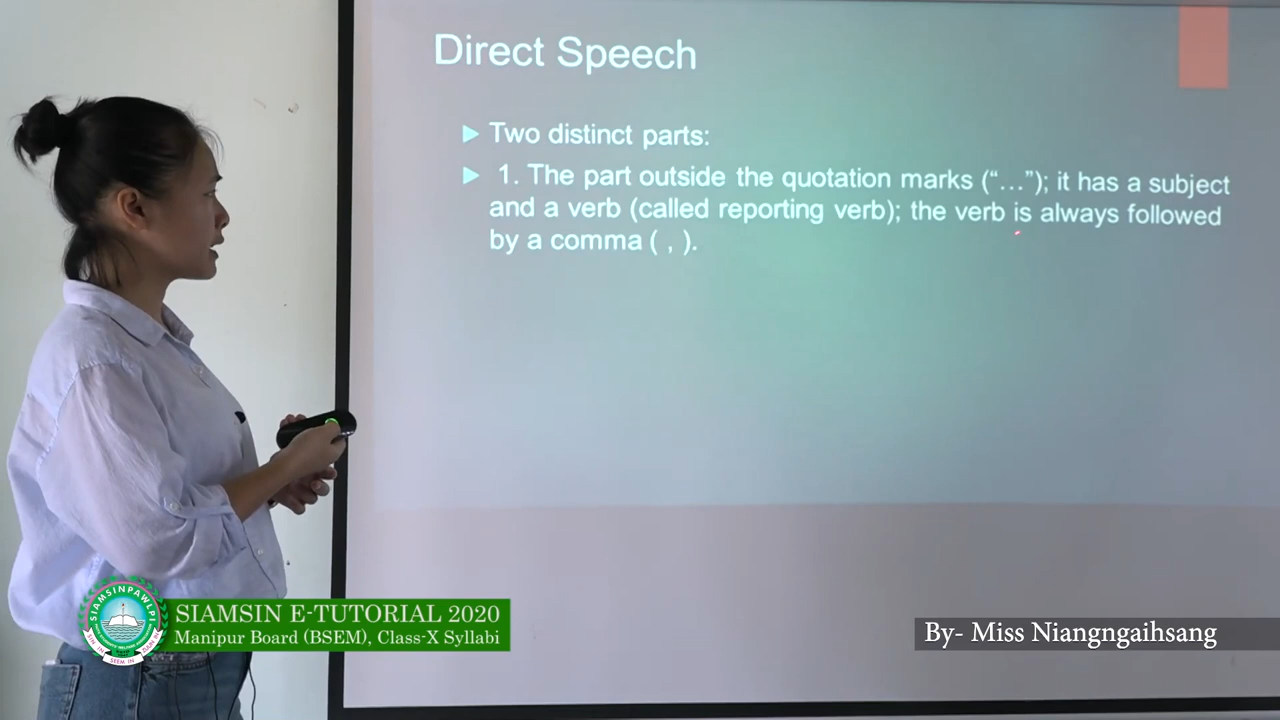 Direct Speech
Two distinct parts:
1. The part outside the quotation marks (“…”); it has a subject
and a verb (called reporting verb); the verb is always followed
by a comma ( , ).
SIAMSINPAWLPI
SIAMSIN E-TUTORIAL 2020
Manipur Board (BSEM), Class-X Syllabi
By- Miss Niangngaihsang